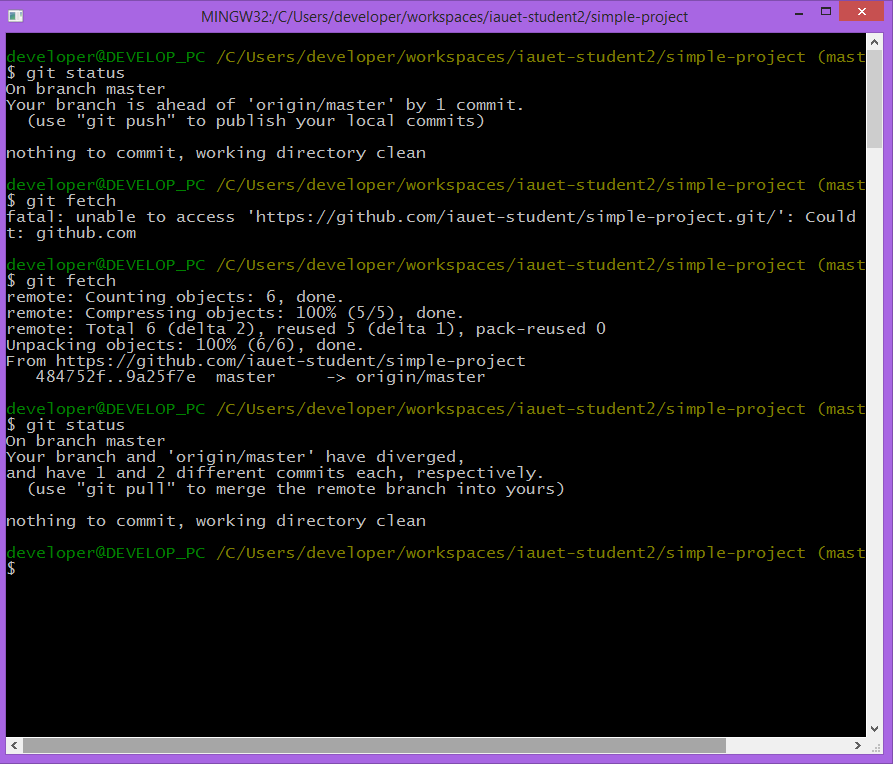 MINGW32:/C/Users/developer/workspaces/iauet-student2/simple-project
developer@DEVELOP_PC /C/Users/developer/workspaces/iauet-student2/simple-project (mast
$ git status
On branch master
Your branch is ahead of 'origin/master' by 1 commit.
  (use "git push" to publish your local commits)
nothing to commit, working directory clean
developer@DEVELOP_PC /C/Users/developer/workspaces/iauet-student2/simple-project (mast
$ git fetch
fatal: unable to access 'https://github.com/iauet-student/simple-project.git/': Could
t: github.com
developer@DEVELOP_PC /C/Users/developer/workspaces/iauet-student2/simple-project (mast
$ git fetch
remote: Counting objects: 6, done.
remote: Compressing objects: 100% (5/5), done.
remote: Total 6 (delta 2), reused 5 (delta 1), pack-reused 0
Unpacking objects: 100% (6/6), done.
From https://github.com/iauet-student/simple-project
   484752f..9a25f7e  master     -> origin/master
developer@DEVELOP_PC /C/Users/developer/workspaces/iauet-student2/simple-project (mast
$ git status
On branch master
Your branch and 'origin/master' have diverged,
and have 1 and 2 different commits each, respectively.
  (use "git pull" to merge the remote branch into yours)
nothing to commit, working directory clean
developer@DEVELOP_PC /C/Users/developer/workspaces/iauet-student2/simple-project (mast
$